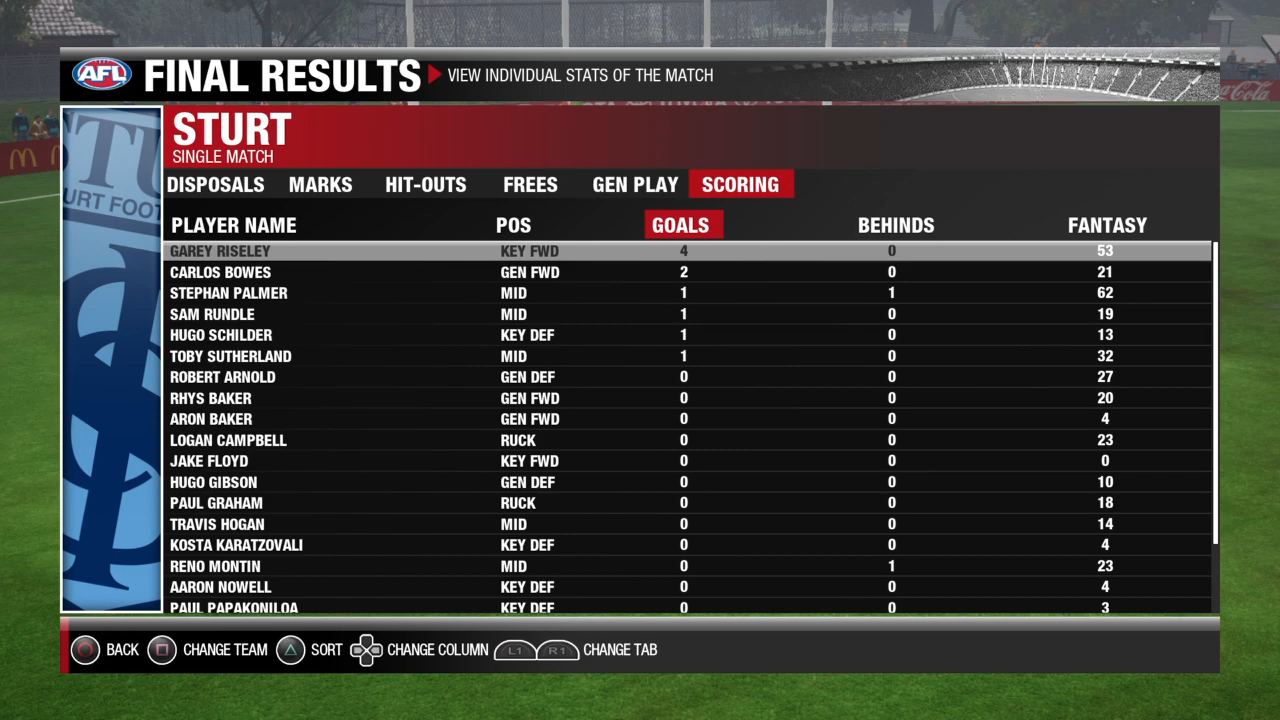 AFL FINAL RESULTS VIEW INDIVIDUAL STATS OF THE MATCH
STURT
SINGLE MATCH
DISPOSALS MARKS HIT-OUTS FREES GEN PLAY SCORING
PLAYER NAME POS GOALS BEHINDS FANTASY
GAREY RISELEY KEY FWD 4 0 53
CARLOS BOWES GEN FWD 2 0 21
STEPHAN PALMER MID 1 1 62
SAM RUNDLE MID 1 0 19
HUGO SCHILDER KEY DEF 1 0 13
TOBY SUTHERLAND MID 1 0 32
ROBERT ARNOLD GEN DEF 0 0 27
RHYS BAKER GEN FWD 0 0 20
ARON BAKER GEN FWD 0 0 4
LOGAN CAMPBELL RUCK 0 0 23
JAKE FLOYD KEY FWD 0 0 0
HUGO GIBSON GEN DEF 0 0 10
PAUL GRAHAM RUCK 0 0 18
TRAVIS HOGAN MID 0 0 14
KOSTA KARATZOVALI KEY DEF 0 0 4
RENO MONTIN MID 0 1 23
AARON NOWELL KEY DEF 0 0 4
PAUL PAPAKONILOA KEY DEF 0 0 3
BACK CHANGE TEAM SORT CHANGE COLUMN L1 R1 CHANGE TAB
STU
URT FOOT
Coca-Cola